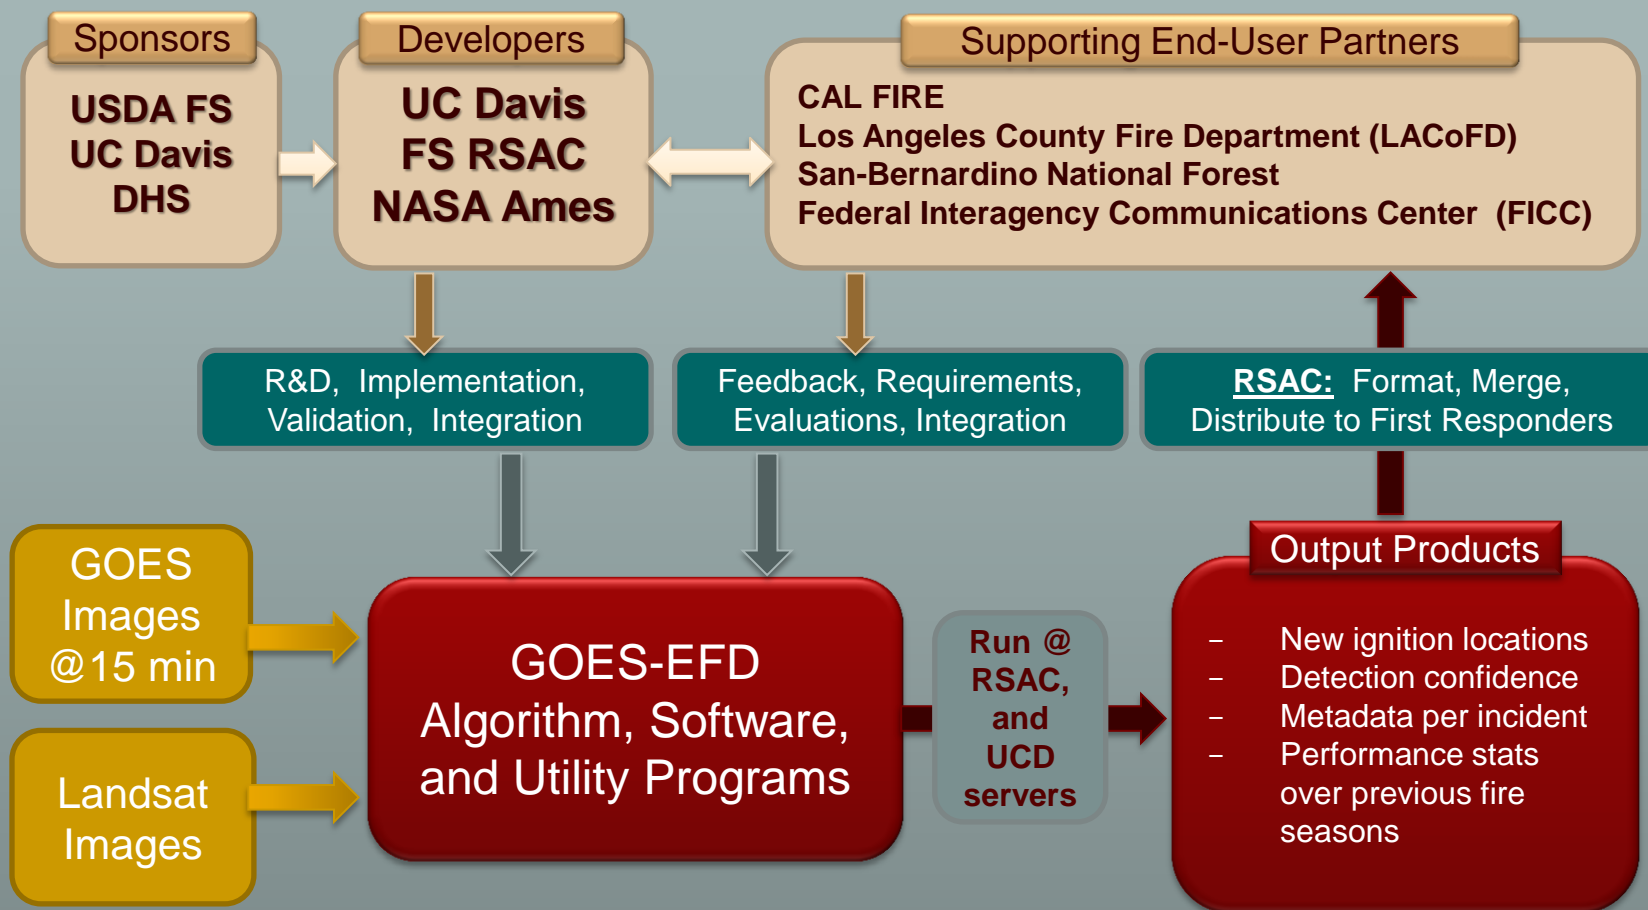 Sponsors
USDA FS
UC Davis
DHS
Developers
UC Davis
FS RSAC
NASA Ames
Supporting End-User Partners
CAL FIRE
Los Angeles County Fire Department (LACoFD)
San-Bernardino National Forest
Federal Interagency Communications Center (FICC)
R&D, Implementation,
Validation, Integration
Feedback, Requirements,
Evaluations, Integration
RSAC: Format, Merge,
Distribute to First Responders
GOES
Images
@15 min
Landsat
Images
GOES-EFD
Algorithm, Software,
and Utility Programs
Run @
RSAC,
and
UCD
servers
Output Products
– New ignition locations
– Detection confidence
– Metadata per incident
– Performance stats
over previous fire
seasons